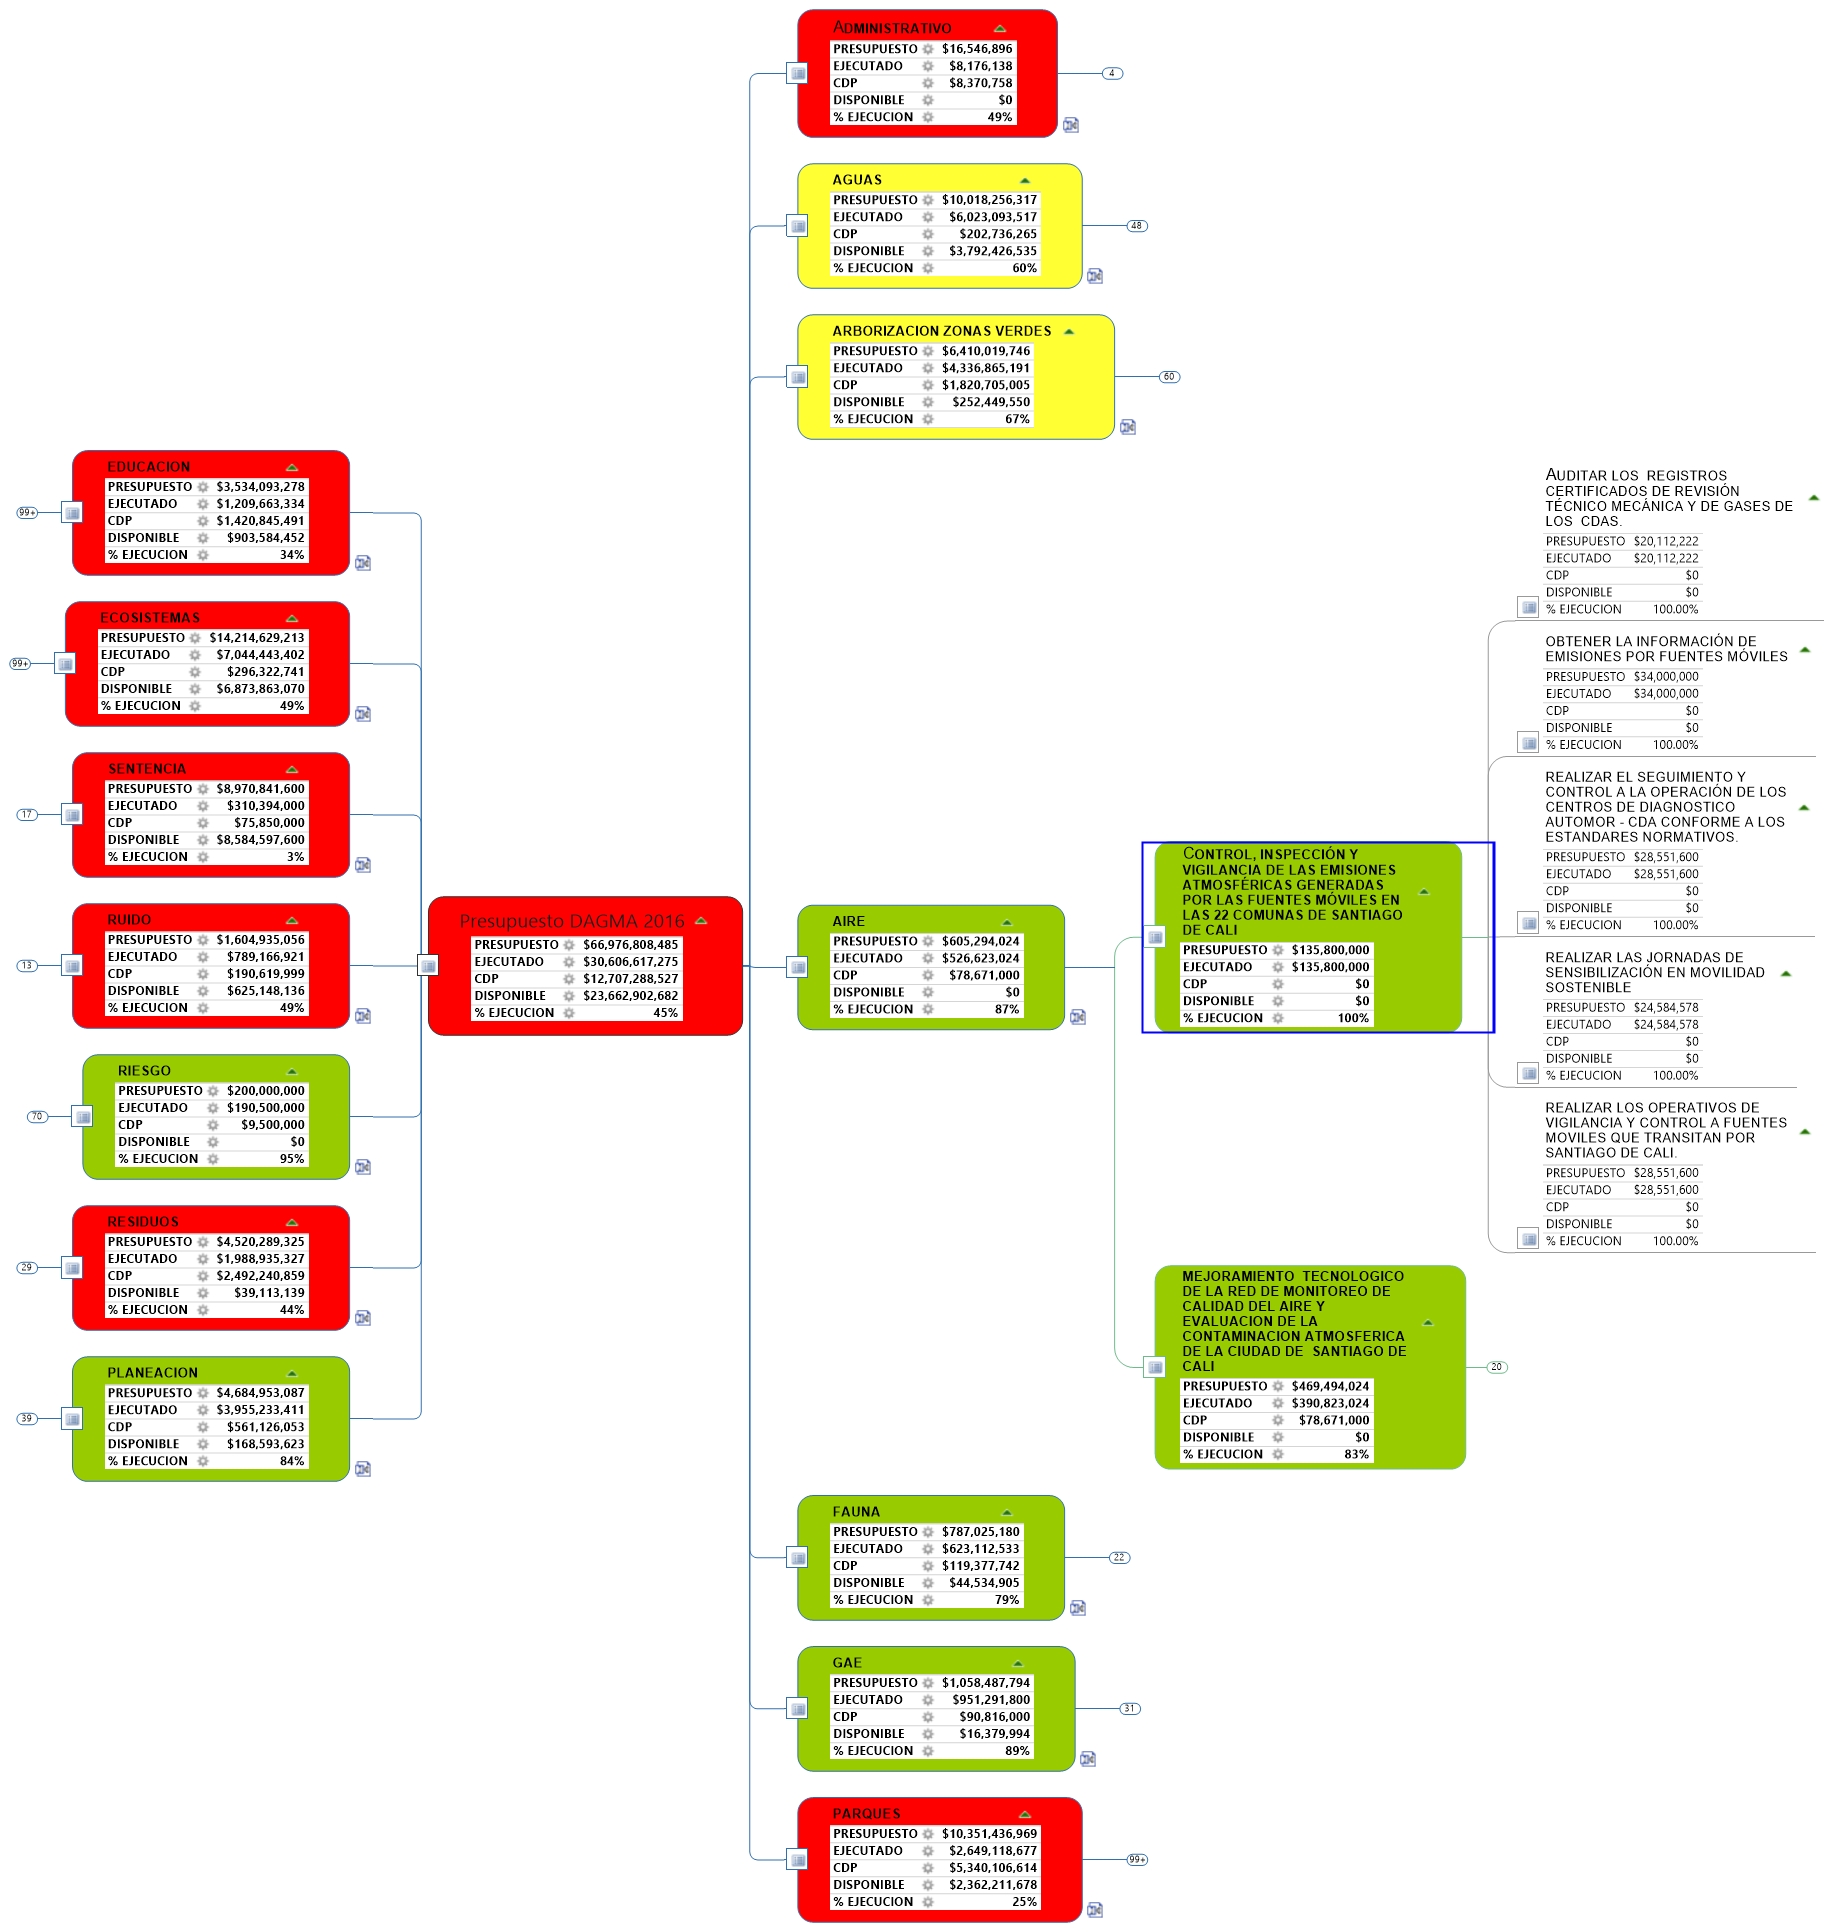 ADMINISTRATIVO
PRESUPUESTO $16,546,896
EJECUTADO $8,176,138
CDP $8,370,758
DISPONIBLE $0
% EJECUCION 49%
4
AGUAS
PRESUPUESTO $10,018,256,317
EJECUTADO $6,023,093,517
CDP $202,736,265
DISPONIBLE $3,792,426,535
% EJECUCION 60%
48
ARBORIZACION ZONAS VERDES
PRESUPUESTO $6,410,019,746
EJECUTADO $4,336,865,191
CDP $1,820,705,005
DISPONIBLE $252,449,550
% EJECUCION 67%
60
EDUCACION
PRESUPUESTO $3,534,093,278
EJECUTADO $1,209,663,334
CDP $1,420,845,491
DISPONIBLE $903,584,452
% EJECUCION 34%
99+
ECOSISTEMAS
PRESUPUESTO $14,214,629,213
EJECUTADO $7,044,443,402
CDP $296,322,741
DISPONIBLE $6,873,863,070
% EJECUCION 49%
99+
SENTENCIA
PRESUPUESTO $8,970,841,600
EJECUTADO $310,394,000
CDP $75,850,000
DISPONIBLE $8,584,597,600
% EJECUCION 3%
17
RUIDO
PRESUPUESTO $1,604,935,056
EJECUTADO $789,166,921
CDP $190,619,999
DISPONIBLE $625,148,136
% EJECUCION 49%
13
RIESGO
PRESUPUESTO $200,000,000
EJECUTADO $190,500,000
CDP $9,500,000
DISPONIBLE $0
% EJECUCION 95%
70
RESIDUOS
PRESUPUESTO $4,520,289,325
EJECUTADO $1,988,935,327
CDP $2,492,240,859
DISPONIBLE $39,113,139
% EJECUCION 44%
29
PLANEACION
PRESUPUESTO $4,684,953,087
EJECUTADO $3,955,233,411
CDP $561,126,053
DISPONIBLE $168,593,623
% EJECUCION 84%
39
Presupuesto DAGMA 2016
PRESUPUESTO $66,976,808,485
EJECUTADO $30,606,617,275
CDP $12,707,288,527
DISPONIBLE $23,662,902,682
% EJECUCION 45%
AIRE
PRESUPUESTO $605,294,024
EJECUTADO $526,623,024
CDP $78,671,000
DISPONIBLE $0
% EJECUCION 87%
CONTROL, INSPECCIÓN Y
VIGILANCIA DE LAS EMISIONES
ATMOSFÉRICAS GENERADAS
POR LAS FUENTES MÓVILES EN
LAS 22 COMUNAS DE SANTIAGO
DE CALI
PRESUPUESTO $135,800,000
EJECUTADO $135,800,000
CDP $0
DISPONIBLE $0
% EJECUCION 100%
AUDITAR LOS REGISTROS
CERTIFICADOS DE REVISIÓN
TÉCNICO MECÁNICA Y DE GASES DE
LOS CDAS.
PRESUPUESTO $20,112,222
EJECUTADO $20,112,222
CDP $0
DISPONIBLE $0
% EJECUCION 100.00%
OBTENER LA INFORMACIÓN DE
EMISIONES POR FUENTES MÓVILES
PRESUPUESTO $34,000,000
EJECUTADO $34,000,000
CDP $0
DISPONIBLE $0
% EJECUCION 100.00%
REALIZAR EL SEGUIMIENTO Y
CONTROL A LA OPERACIÓN DE LOS
CENTROS DE DIAGNOSTICO
AUTOMOR - CDA CONFORME A LOS
ESTANDARES NORMATIVOS.
PRESUPUESTO $28,551,600
EJECUTADO $28,551,600
CDP $0
DISPONIBLE $0
% EJECUCION 100.00%
REALIZAR LAS JORNADAS DE
SENSIBILIZACIÓN EN MOVILIDAD
SOSTENIBLE
PRESUPUESTO $24,584,578
EJECUTADO $24,584,578
CDP $0
DISPONIBLE $0
% EJECUCION 100.00%
REALIZAR LOS OPERATIVOS DE
VIGILANCIA Y CONTROL A FUENTES
MOVILES QUE TRANSITAN POR
SANTIAGO DE CALI.
PRESUPUESTO $28,551,600
EJECUTADO $28,551,600
CDP $0
DISPONIBLE $0
% EJECUCION 100.00%
MEJORAMIENTO TECNOLOGICO
DE LA RED DE MONITOREO DE
CALIDAD DEL AIRE Y
EVALUACION DE LA
CONTAMINACION ATMOSFERICA
DE LA CIUDAD DE SANTIAGO DE
CALI
PRESUPUESTO $469,494,024
EJECUTADO $390,823,024
CDP $78,671,000
DISPONIBLE $0
% EJECUCION 83%
20
FAUNA
PRESUPUESTO $787,025,180
EJECUTADO $623,112,533
CDP $119,377,742
DISPONIBLE $44,534,905
% EJECUCION 79%
22
GAE
PRESUPUESTO $1,058,487,794
EJECUTADO $951,291,800
CDP $90,816,000
DISPONIBLE $16,379,994
% EJECUCION 89%
31
PARQUES
PRESUPUESTO $10,351,436,969
EJECUTADO $2,649,118,677
CDP $5,340,106,614
DISPONIBLE $2,362,211,678
% EJECUCION 25%
99+